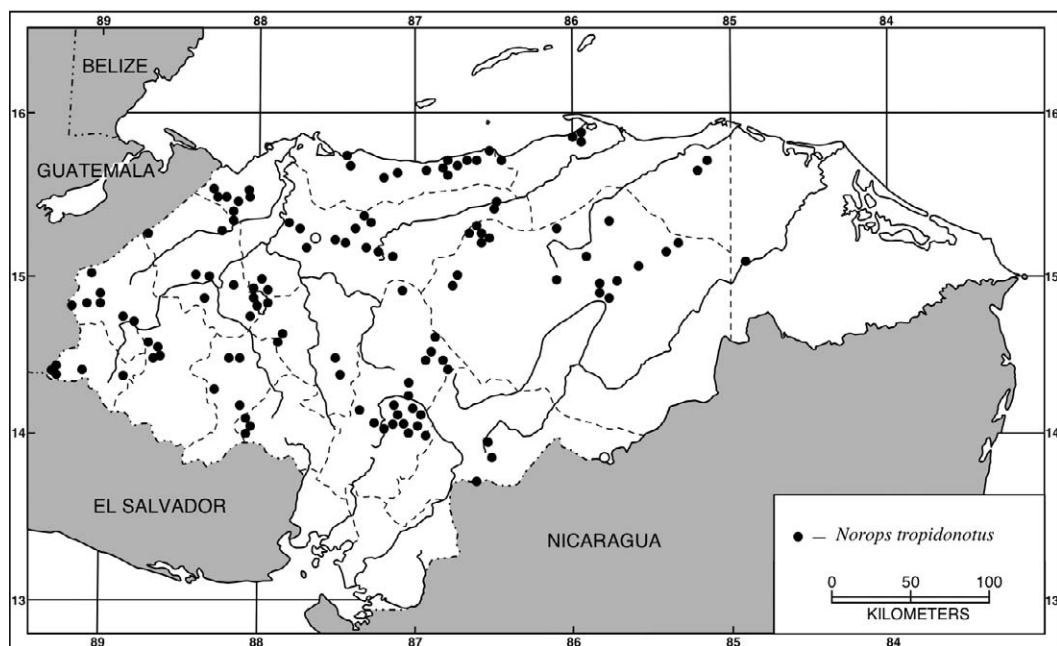 89 88 87 86 85 84
BELIZE
16 16
GUATEMALA
15 15
14 14
EL SALVADOR
NICARAGUA
● – Norops tropidonotus
0 50 100
KILOMETERS
13 13
89 88 87 86 85 84